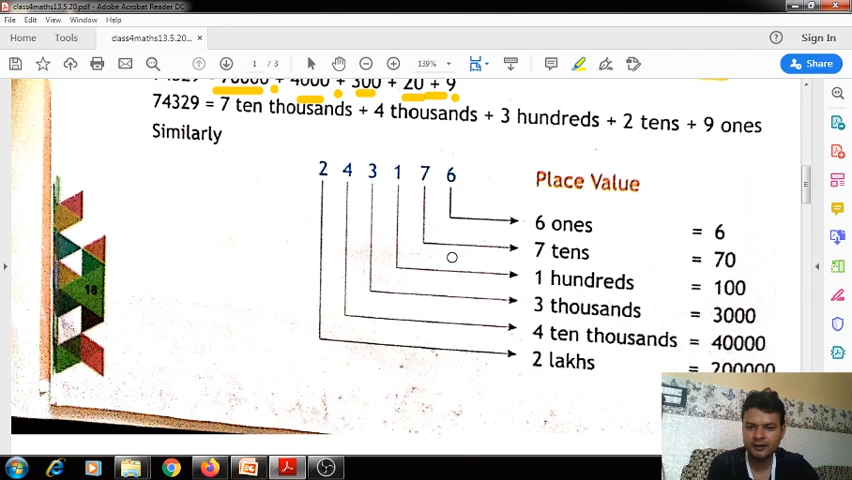 class4maths13.5.20.pdf - Adobe Acrobat Reader DC
File Edit View Window Help
Home Tools class4maths13.5.20... × Sign In
1 / 3 139% Share
74329 = 70000 + 4000 + 300 + 20 + 9
74329 = 7 ten thousands + 4 thousands + 3 hundreds + 2 tens + 9 ones
Similarly
2 4 3 1 7 6
Place Value
6 ones = 6
7 tens = 70
1 hundreds = 100
3 thousands = 3000
4 ten thousands = 40000
2 lakhs = 200000
18